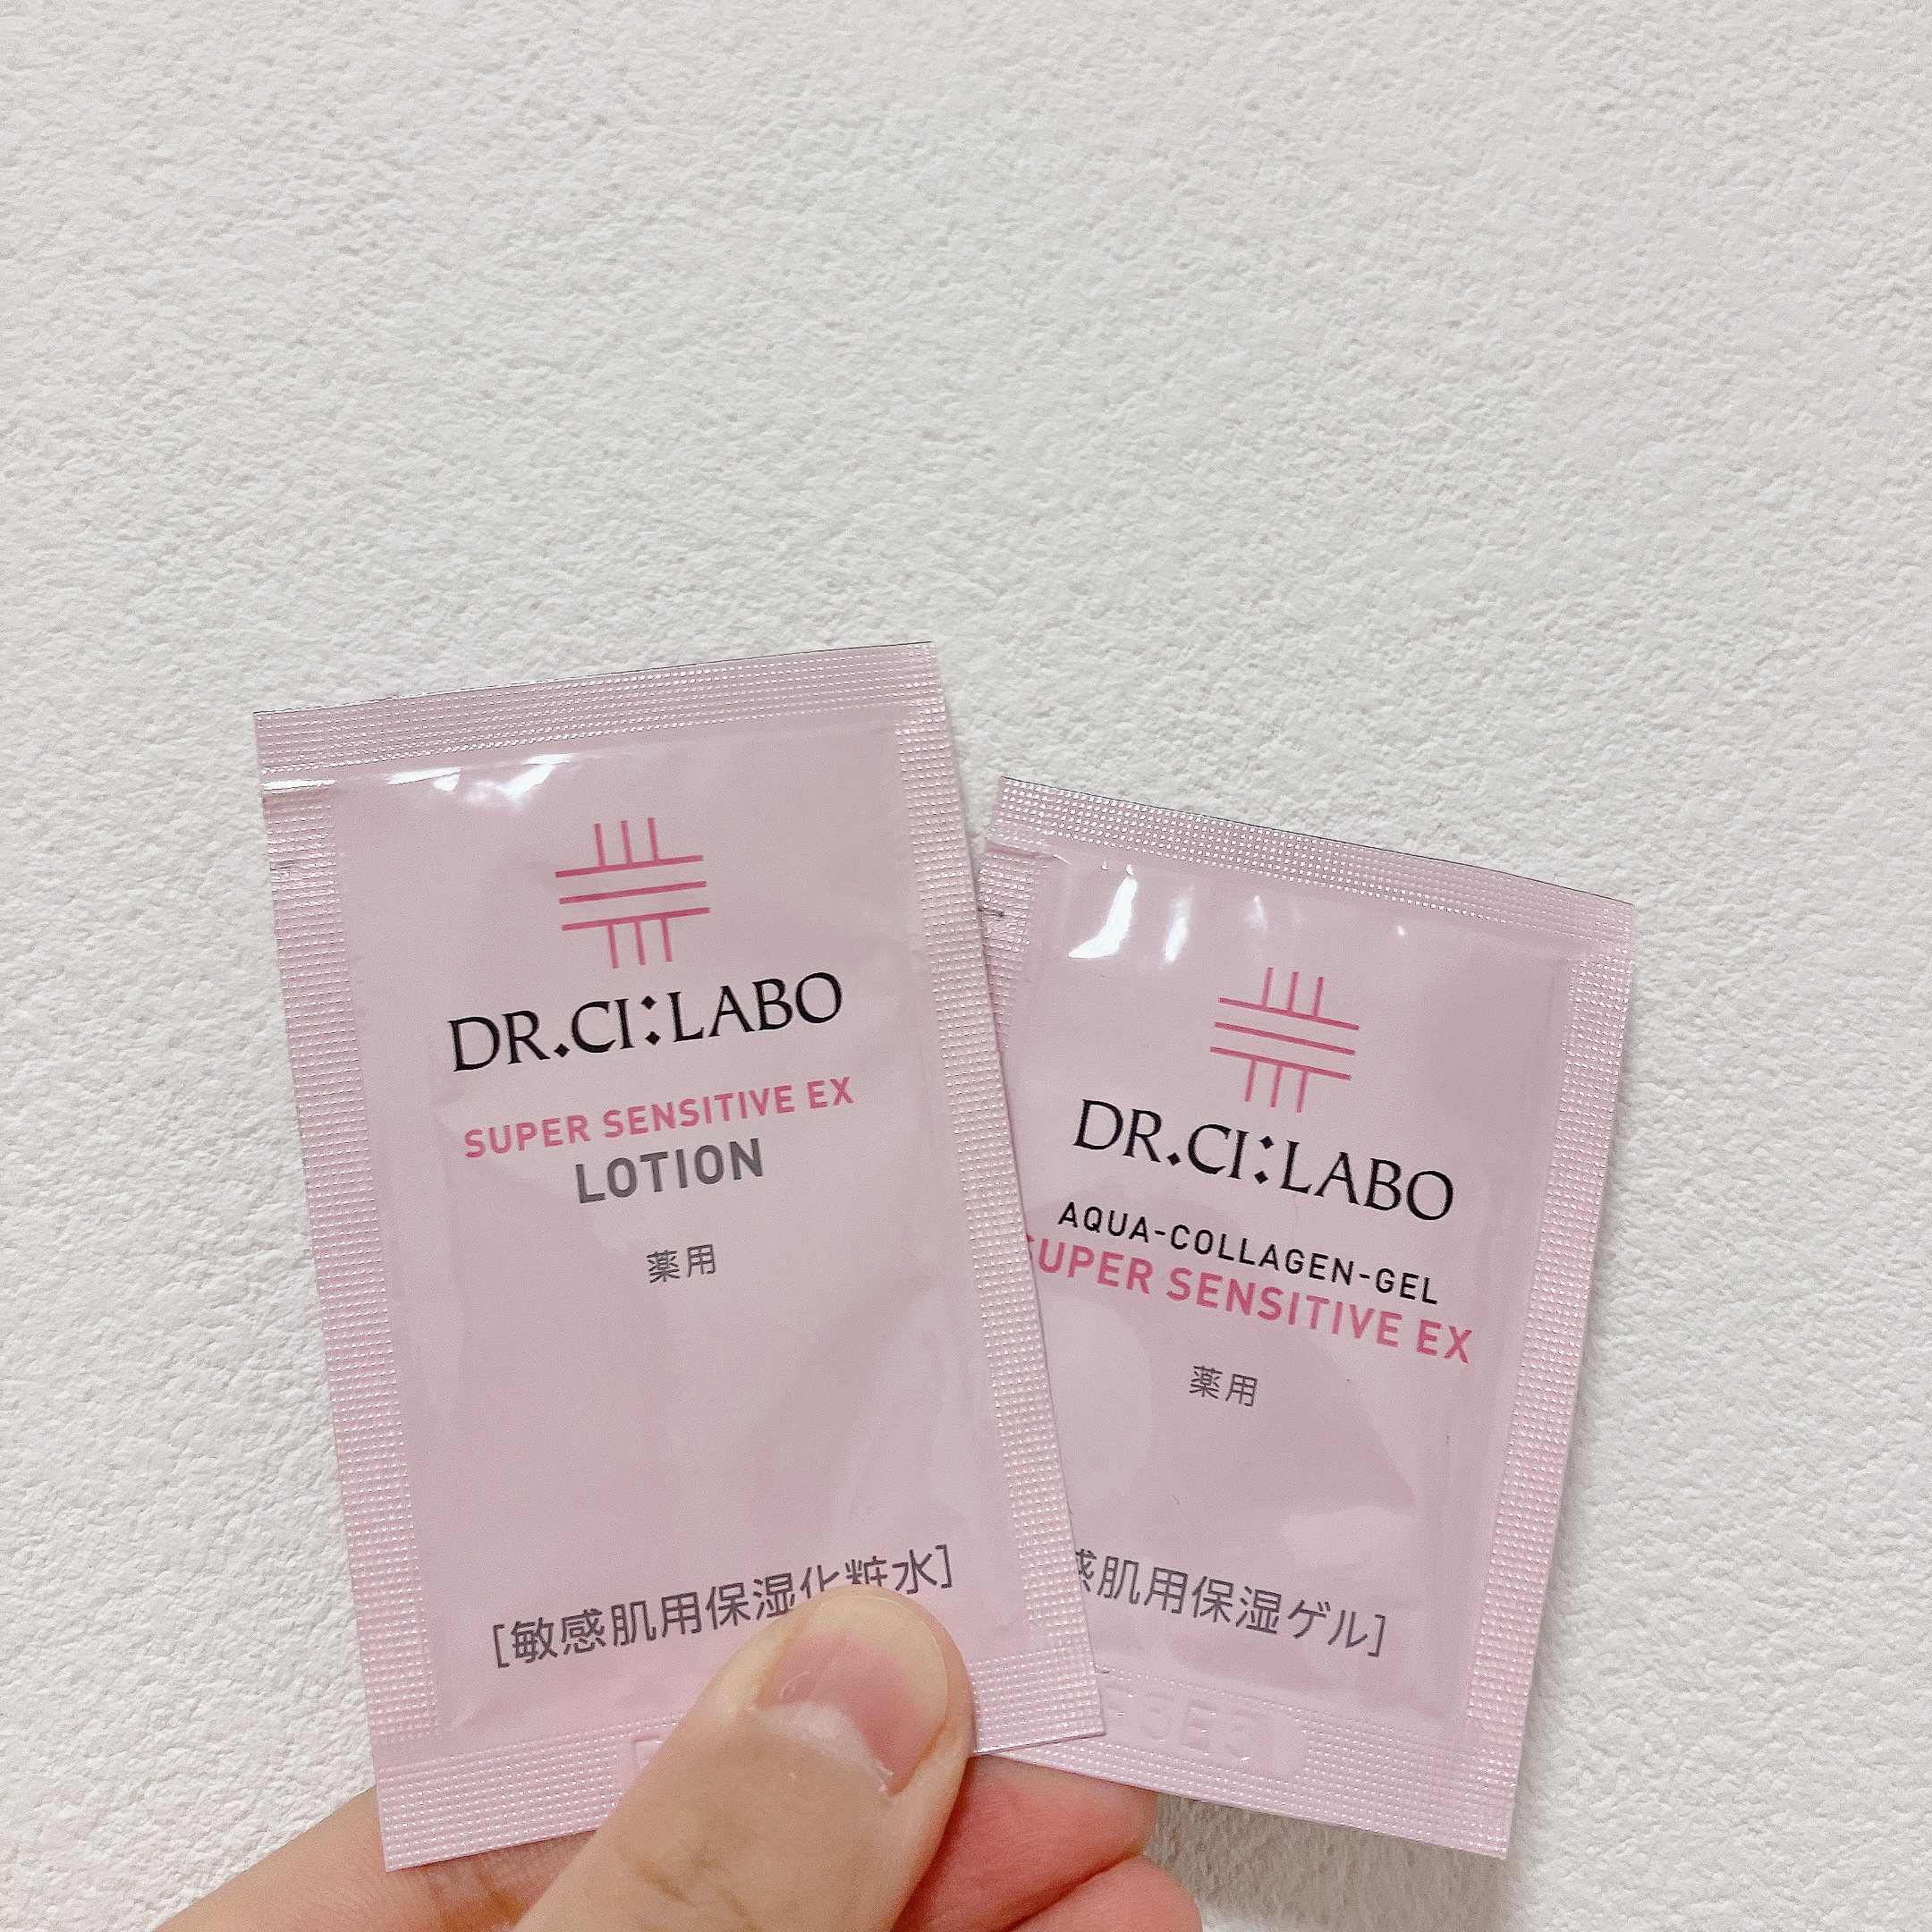 DR.CI:LABO
SUPER SENSITIVE EX
LOTION
薬用
[敏感肌用保湿化粧水]
DR.CI:LABO
AQUA-COLLAGEN-GEL
SUPER SENSITIVE EX
薬用
感肌用保湿ゲル]